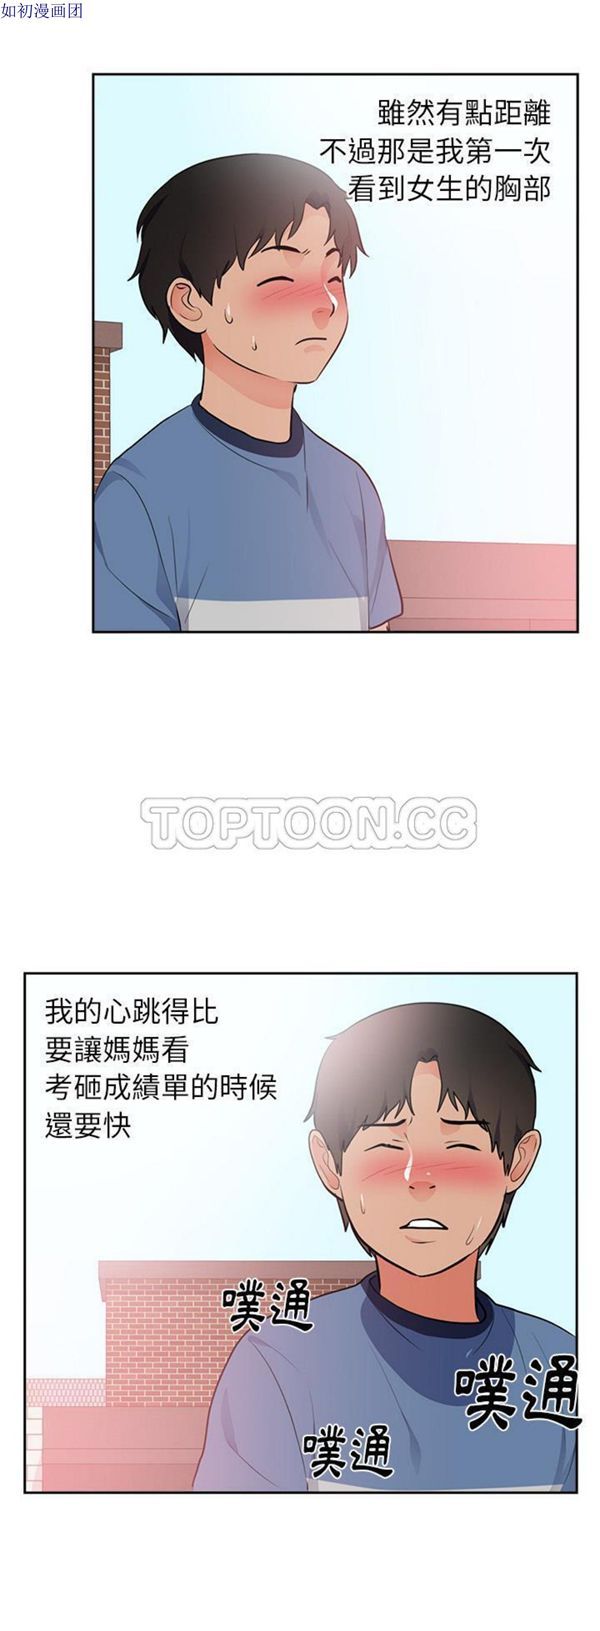 如初漫画团
雖然有點距離
不過那是我第一次
看到女生的胸部
TOPTOON.CC
我的心跳得比
要讓媽媽看
考砸成績單的時候
還要快
噗通
噗通
噗通